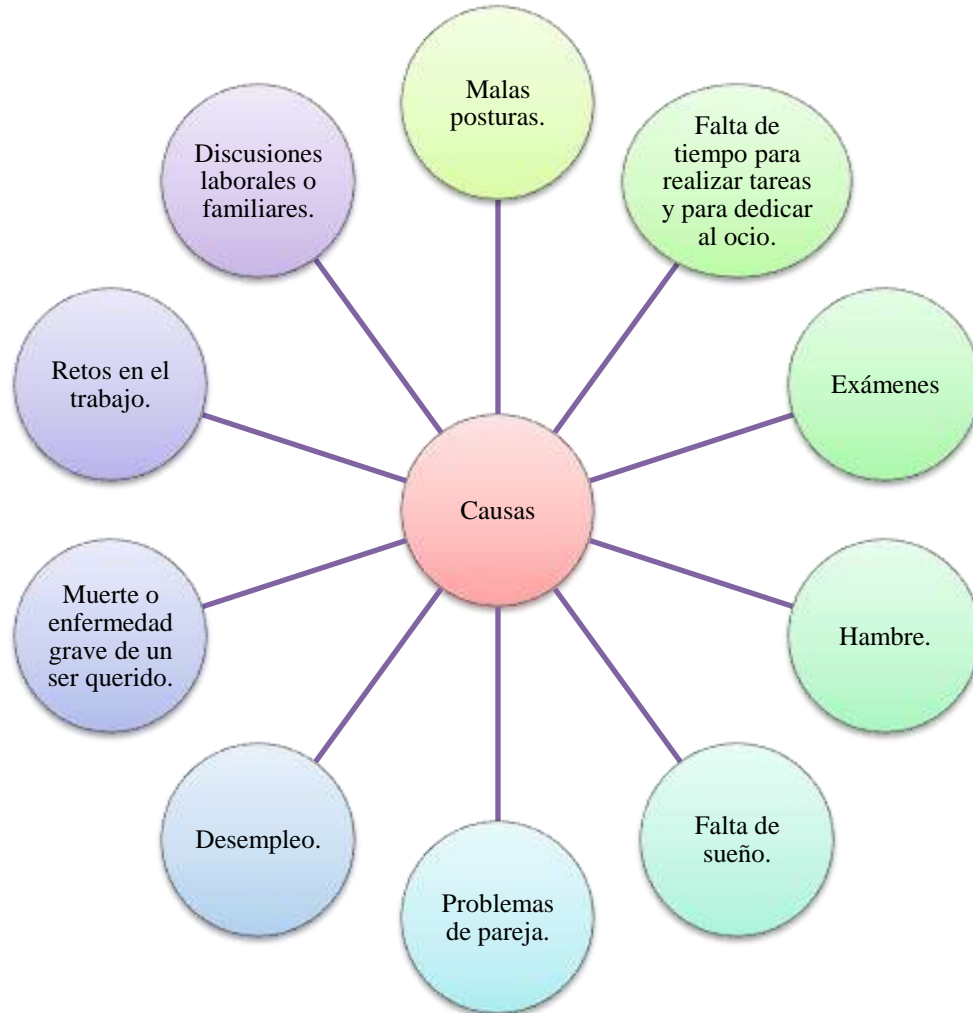 Malas
posturas.
Falta de
tiempo para
realizar tareas
y para dedicar
al ocio.
Exámenes
Hambre.
Falta de
sueño.
Problemas
de pareja.
Desempleo.
Muerte o
enfermedad
grave de un
ser querido.
Retos en el
trabajo.
Discusiones
laborales o
familiares.
Causas